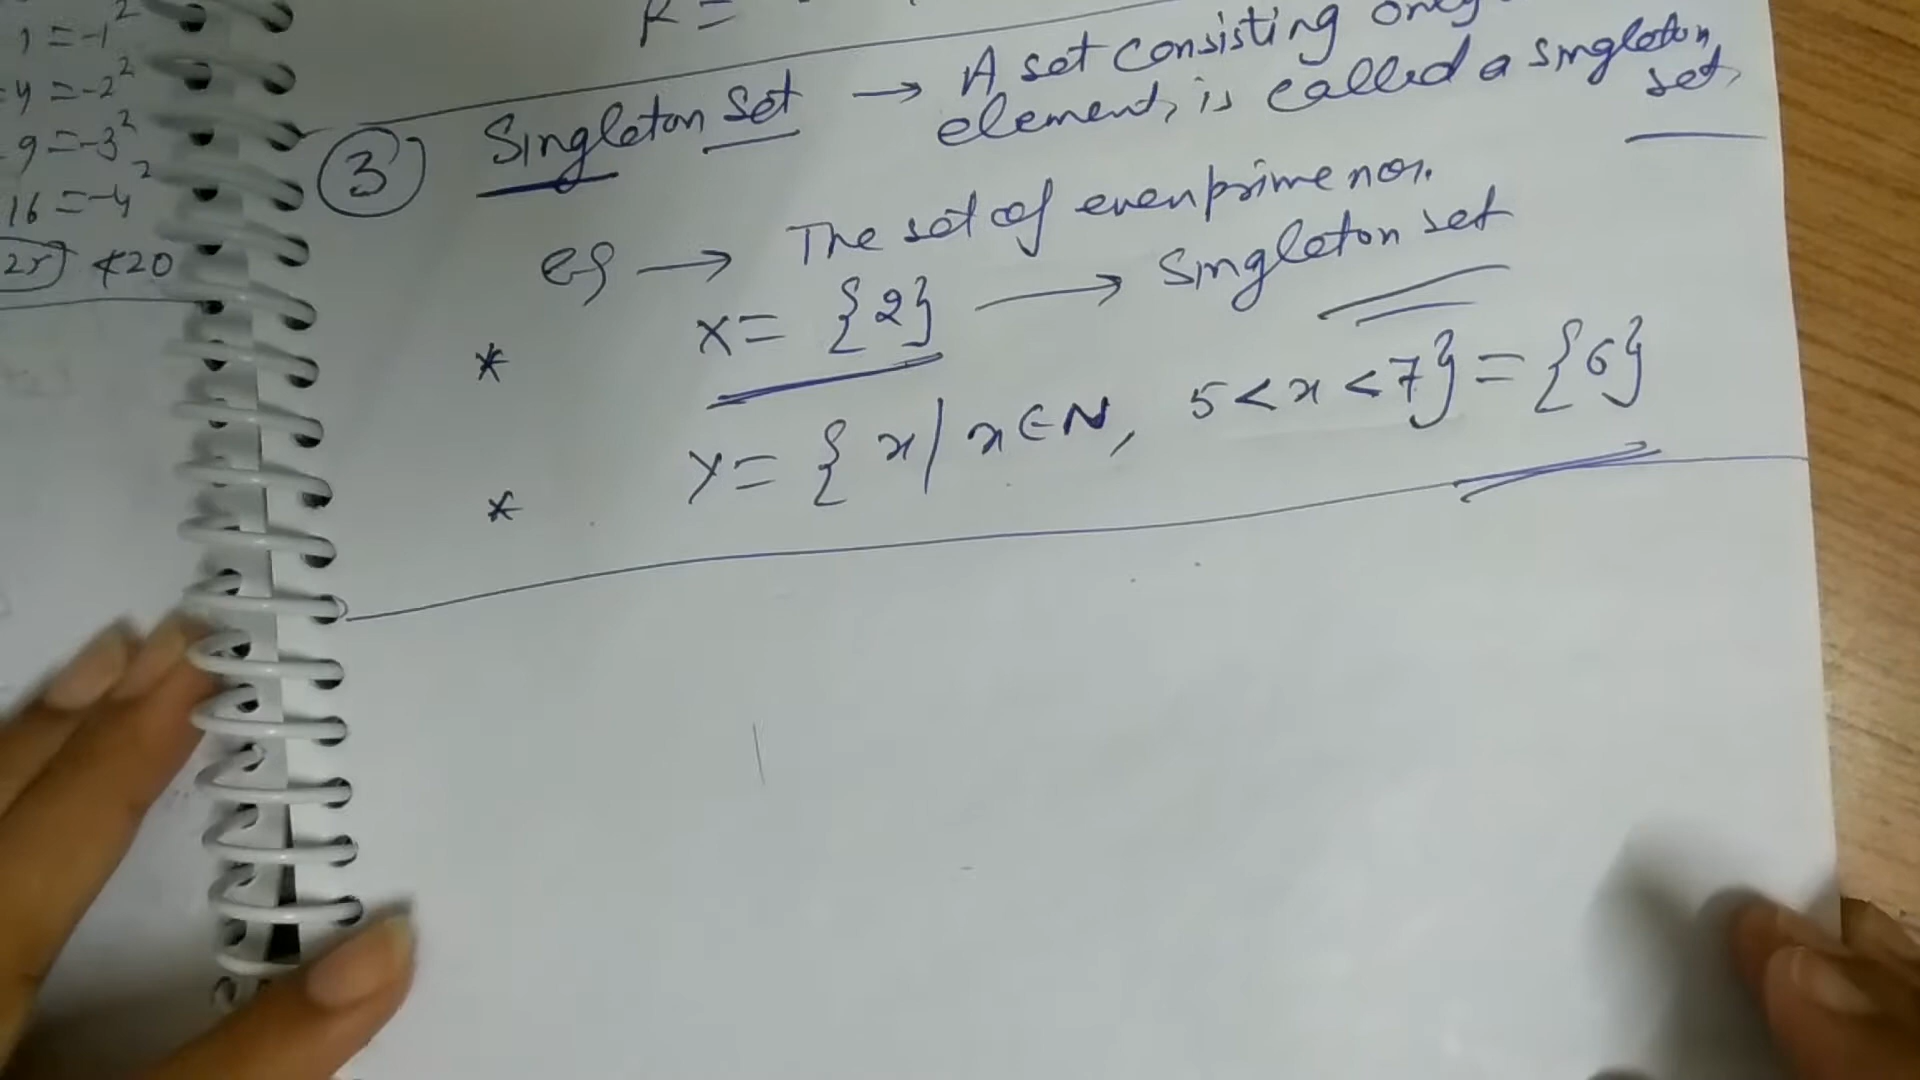 1 = -1²
4 = -2²
9 = -3²
16 = -4²
25 ≮ 20
R =
③ Singleton Set → A set consisting only
element, is called a singleton
set,
eg → The set of even prime nos.
* X = {2} → Singleton set
* Y = {x | x ∈ N, 5 < x < 7} = {6}